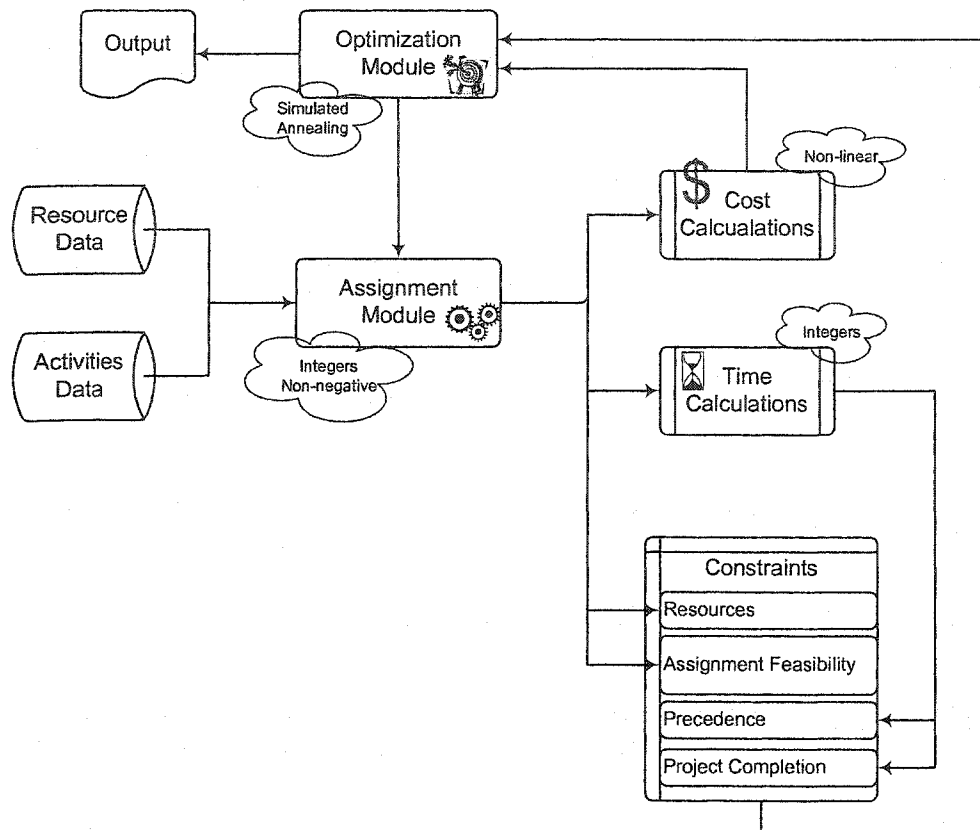 Output
Optimization
Module
Simulated
Annealing
Non-linear
$ Cost
Calcualations
Resource
Data
Assignment
Module
Integers
Non-negative
Integers
Time
Calculations
Activities
Data
Constraints
Resources
Assignment Feasibility
Precedence
Project Completion